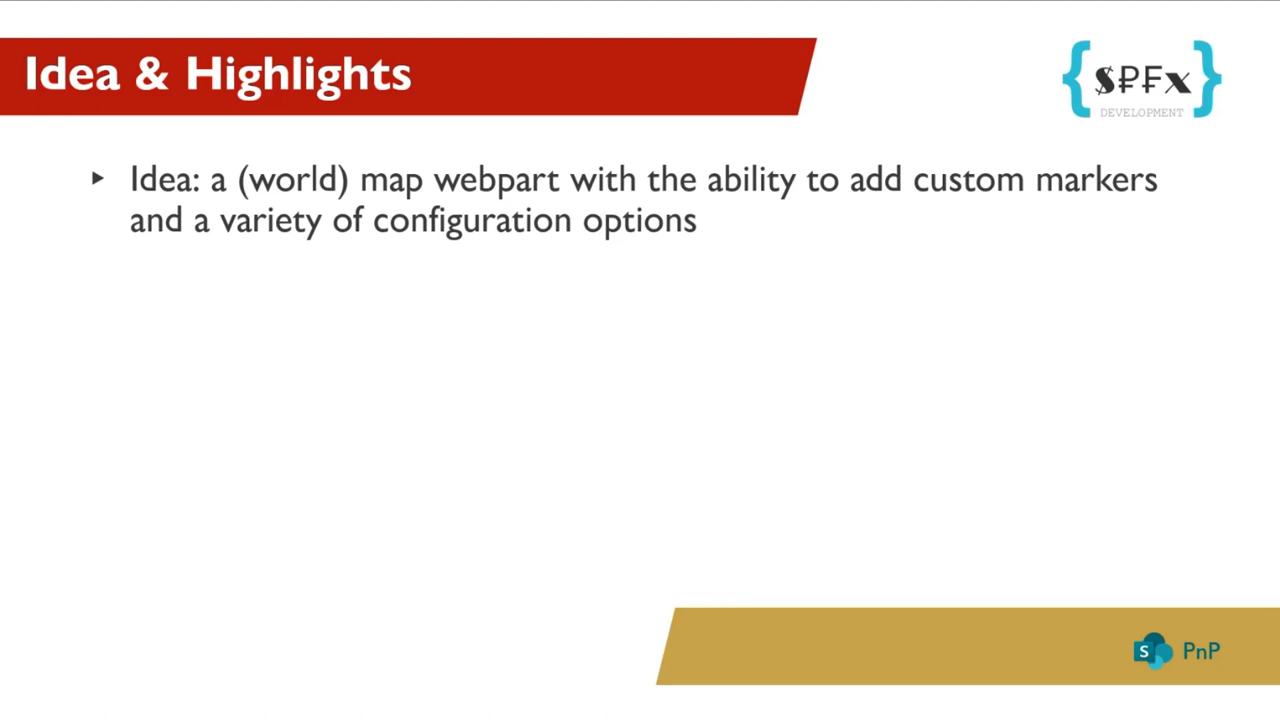 Idea & Highlights
{$₽₣x}
DEVELOPMENT
▸ Idea: a (world) map webpart with the ability to add custom markers
and a variety of configuration options
S PnP